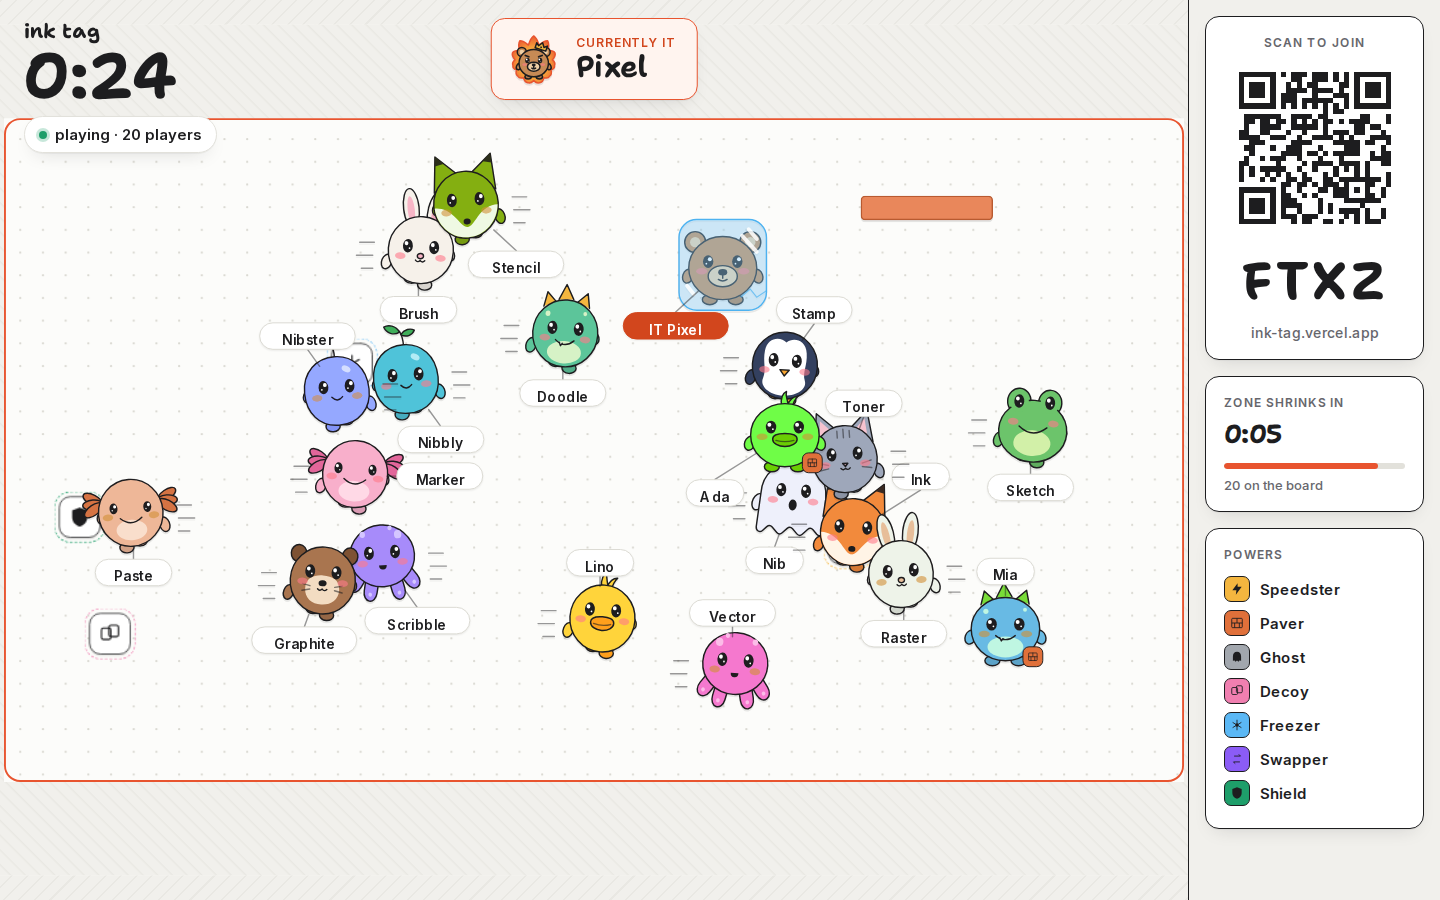 ink tag
0:24
CURRENTLY IT
Pixel
playing · 20 players
Stencil
Brush
IT Pixel
Stamp
Nibster
Doodle
Toner
Nibbly
Marker
Ink
Ada
Sketch
Nib
Lino
Paste
Mia
Vector
Scribble
Raster
Graphite
SCAN TO JOIN
FTXZ
ink-tag.vercel.app
ZONE SHRINKS IN
0:05
20 on the board
POWERS
Speedster
Paver
Ghost
Decoy
Freezer
Swapper
Shield